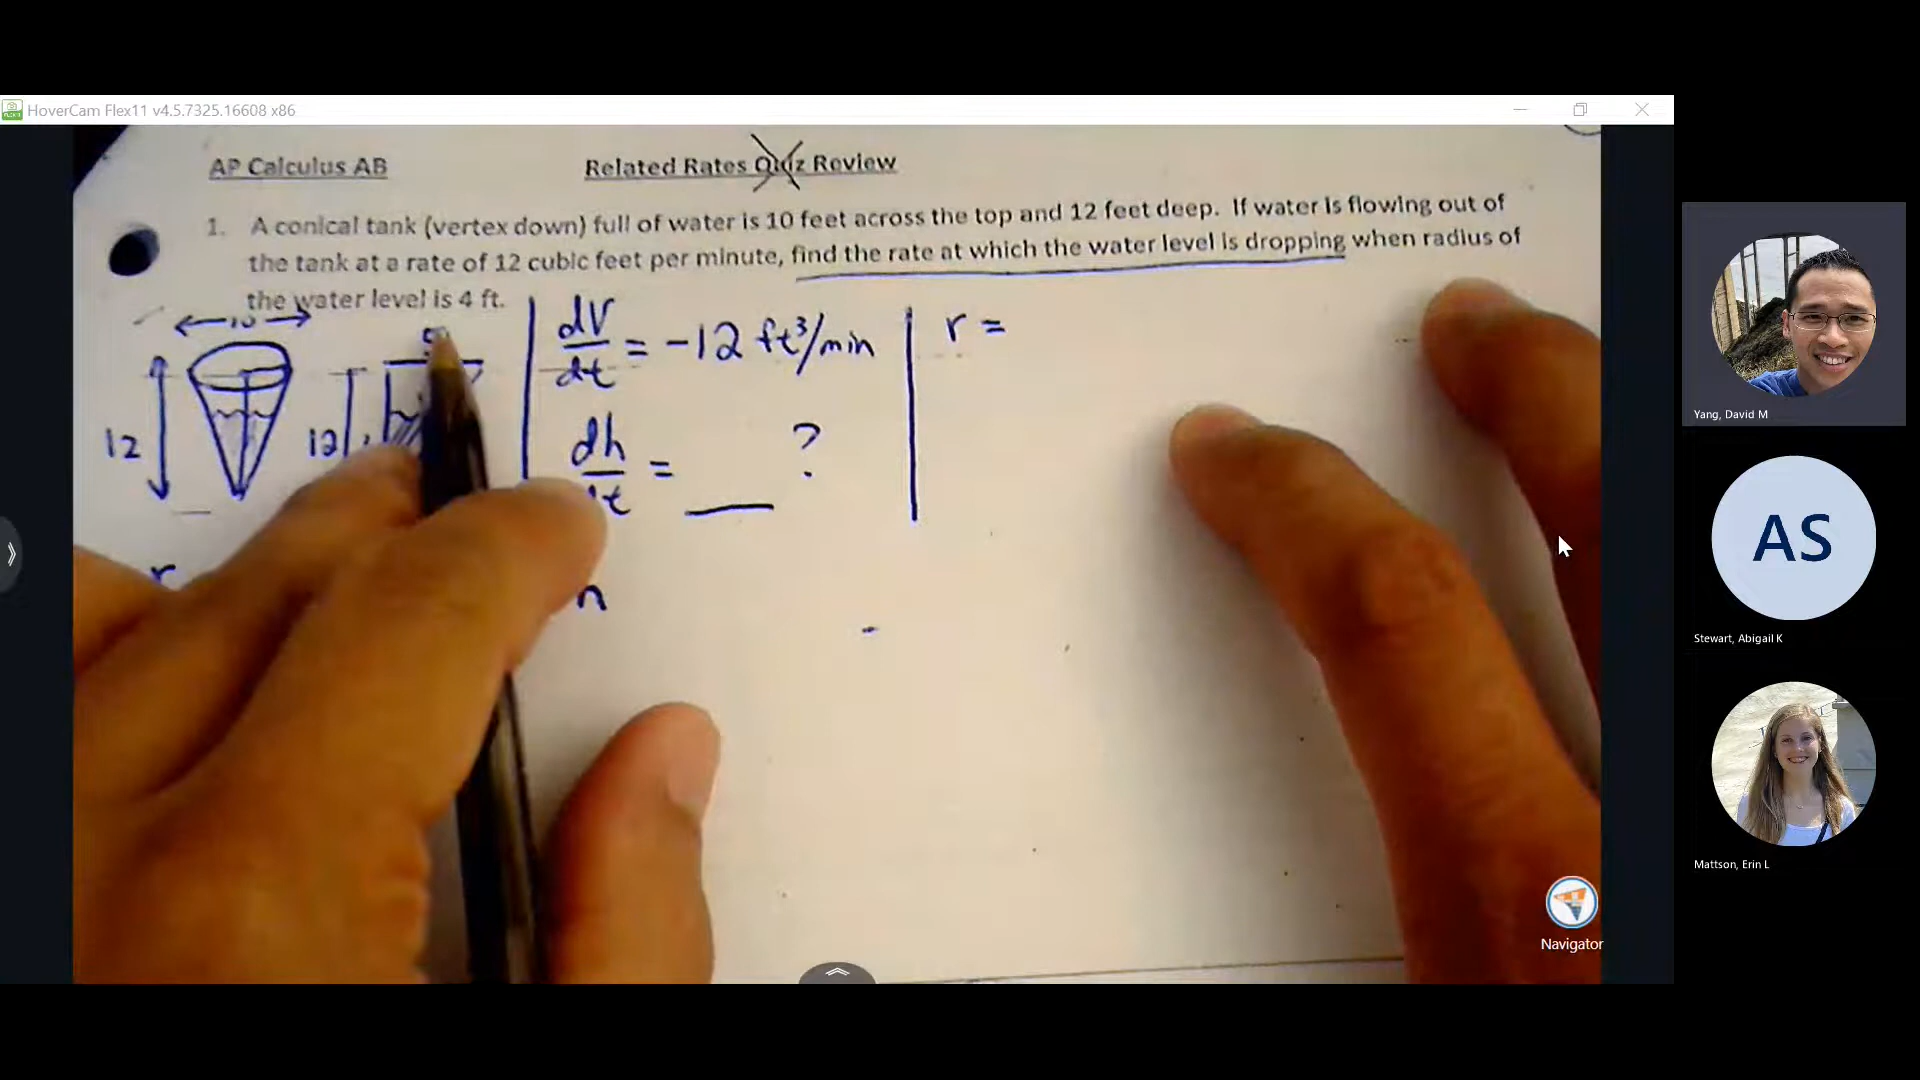 HoverCam Flex11 v4.5.7325.16608 x86
AP Calculus AB
Related Rates Quiz Review
1. A conical tank (vertex down) full of water is 10 feet across the top and 12 feet deep. If water is flowing out of
the tank at a rate of 12 cubic feet per minute, find the rate at which the water level is dropping when radius of
the water level is 4 ft.
10
5
dV/dt = -12 ft³/min
r =
12
12
dh/dt = ___ ?
r
h
Yang, David M
AS
Stewart, Abigail K
Mattson, Erin L
Navigator